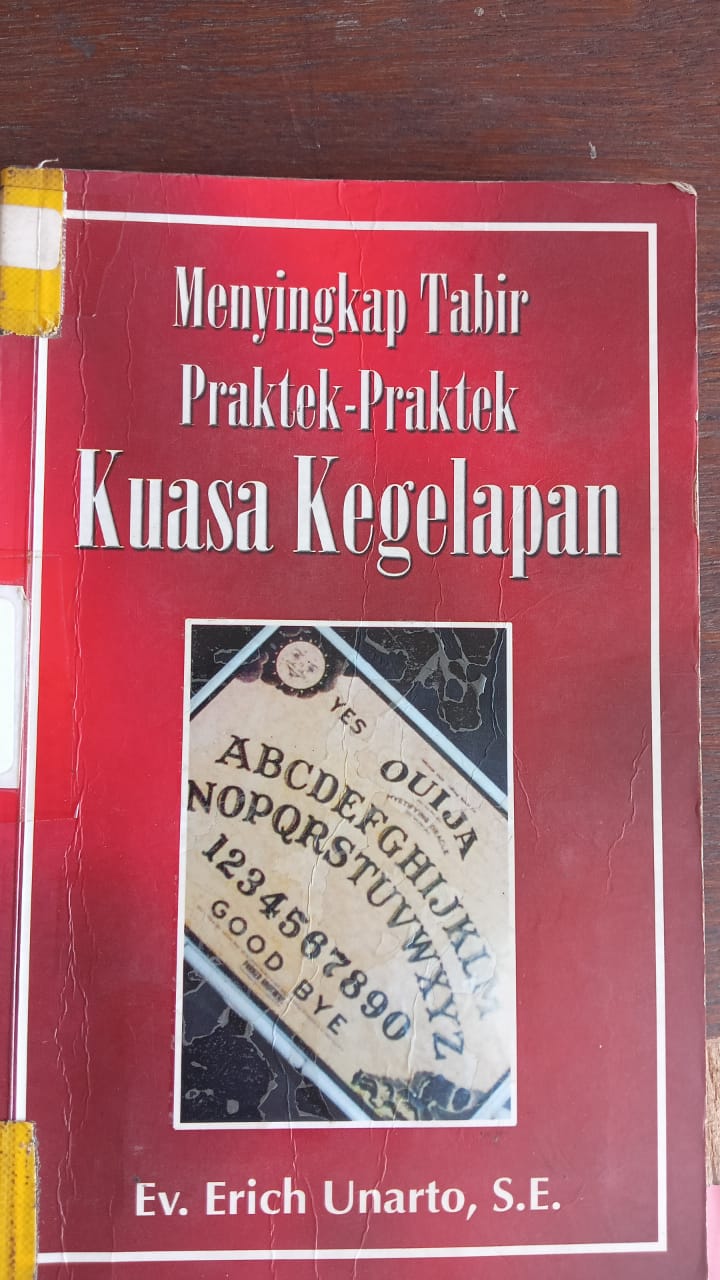 Menyingkap Tabir
Praktek-Praktek
Kuasa Kegelapan
YES
OUIJA
ABCDEFGHIJKLM
NOPQRSTUVWXYZ
1234567890
GOOD BYE
Ev. Erich Unarto, S.E.